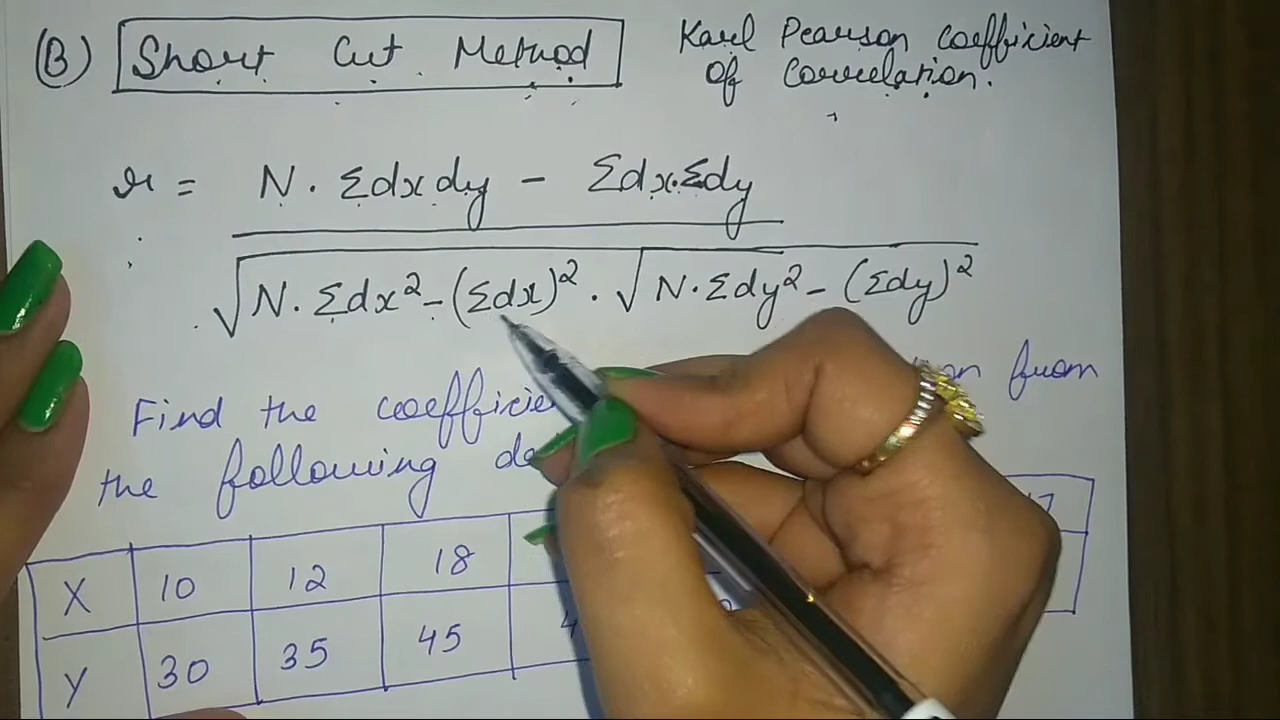 (B) Short Cut Method
Karl Pearson coefficient
of Correlation.
r = N · Σdxdy - Σdx·Σdy
√N · Σdx² - (Σdx)² · √N · Σdy² - (Σdy)²
Find the from
the following
X 10 12 18
Y 30 35 45